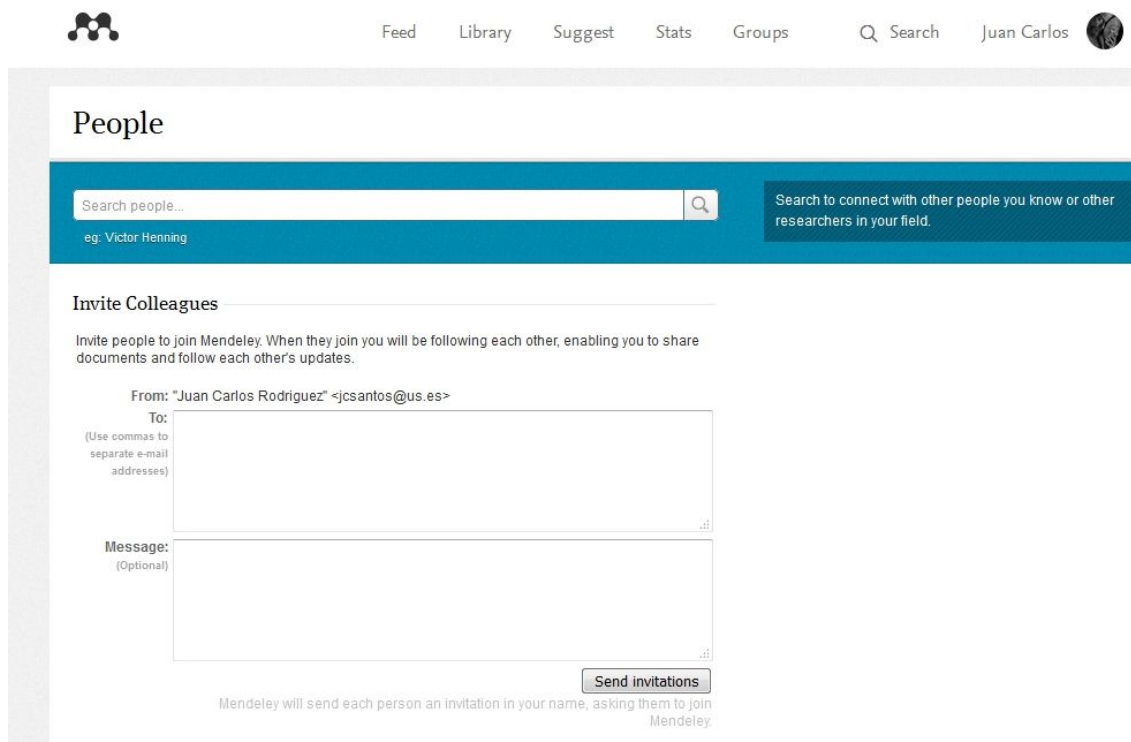 Feed Library Suggest Stats Groups Search Juan Carlos
People
Search people...
eg: Victor Henning
Search to connect with other people you know or other
researchers in your field.
Invite Colleagues
Invite people to join Mendeley. When they join you will be following each other, enabling you to share
documents and follow each other's updates.
From: "Juan Carlos Rodriguez" <jcsantos@us.es>
To:
(Use commas to
separate e-mail
addresses)
Message:
(Optional)
Send invitations
Mendeley will send each person an invitation in your name, asking them to join
Mendeley.